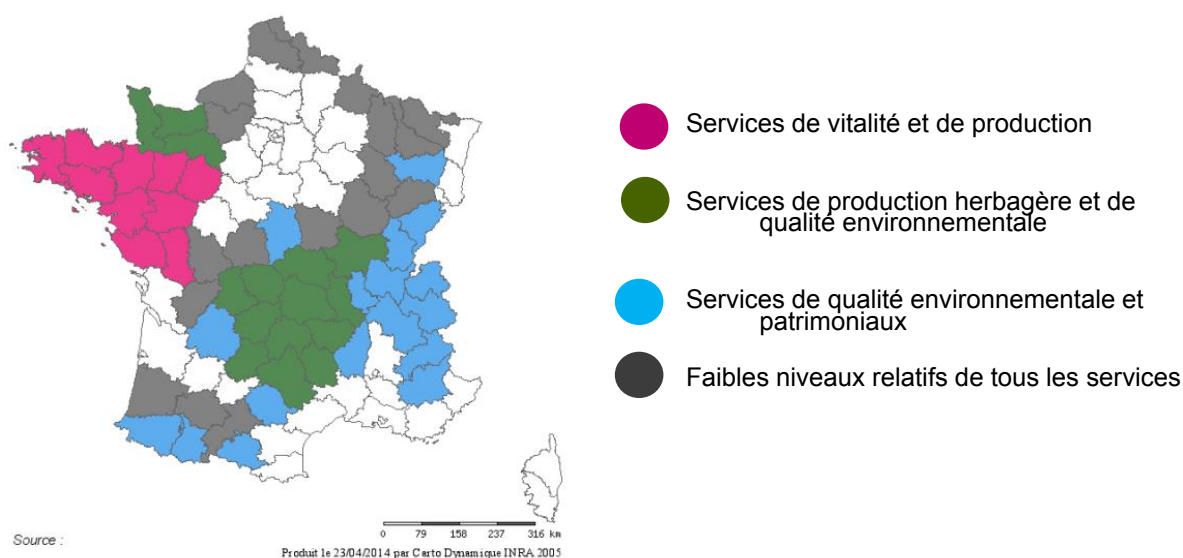 Services de vitalité et de production
Services de production herbagère et de
qualité environnementale
Services de qualité environnementale et
patrimoniaux
Faibles niveaux relatifs de tous les services
0 79 158 237 316 km
Source :
Produit le 23/04/2014 par Carto Dynamique INRA 2005